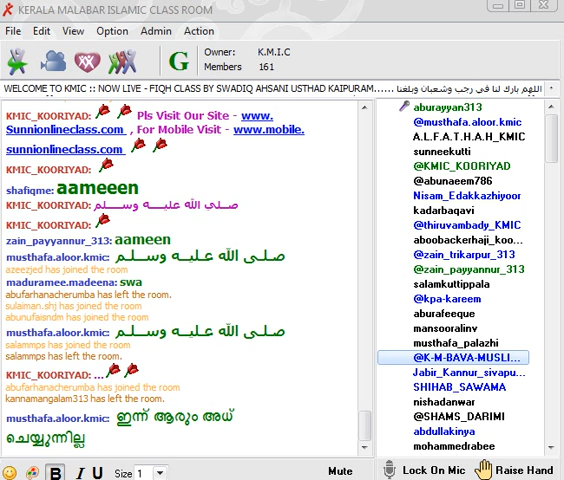 KERALA MALABAR ISLAMIC CLASS ROOM
File Edit View Option Admin Action
G
Owner: K.M.I.C
Members 161
WELCOME TO KMIC :: NOW LIVE - FIQH CLASS BY SWADIQ AHSANI USTHAD KAIPURAM...... اللهم بارك لنا في رجب وشعبان وبلغنا
KMIC_KOORIYAD: Pls Visit Our Site - www.
Sunnionlineclass.com , For Mobile Visit - www.mobile.
sunnionlineclass.com
KMIC_KOORIYAD:
shafiqme: aameeen
KMIC_KOORIYAD: صلي الله عليه وسلم
KMIC_KOORIYAD:
zain_payyannur_313: aameen
musthafa.aloor.kmic: صلى الله عليه وسلم
azeezjed has joined the room
maduramee.madeena: swa
abufarhanacherumba has left the room.
sulaiman.shj has joined the room
abunufaisndm has joined the room
musthafa.aloor.kmic: صلى الله عليه وسلم
salammps has joined the room
salammps has left the room.
KMIC_KOORIYAD: ...
abufarhanacherumba has joined the room
kannamangalam313 has left the room.
musthafa.aloor.kmic: ഇന്ന് ആരും അധ്
ചെയ്യുന്നില്ല
B I U Size 1 Mute
aburayyan313
@musthafa.aloor.kmic
A.L.F.A.T.H.A.H_KMIC
sunneekutti
@KMIC_KOORIYAD
@abunaeem786
Nisam_Edakkazhiyoor
kadarbaqavi
@thiruvambady_KMIC
aboobackerhaji_koo...
@zain_trikarpur_313
@zain_payyannur_313
salamkuttippala
@kpa-kareem
aburafeeque
mansooralinv
musthafa_palazhi
@K-M-BAVA-MUSLI...
Jabir_Kannur_sivapu...
SHIHAB_SAWAMA
nishadanwar
@SHAMS_DARIMI
abdullakinya
mohammedrabee
Lock On Mic Raise Hand